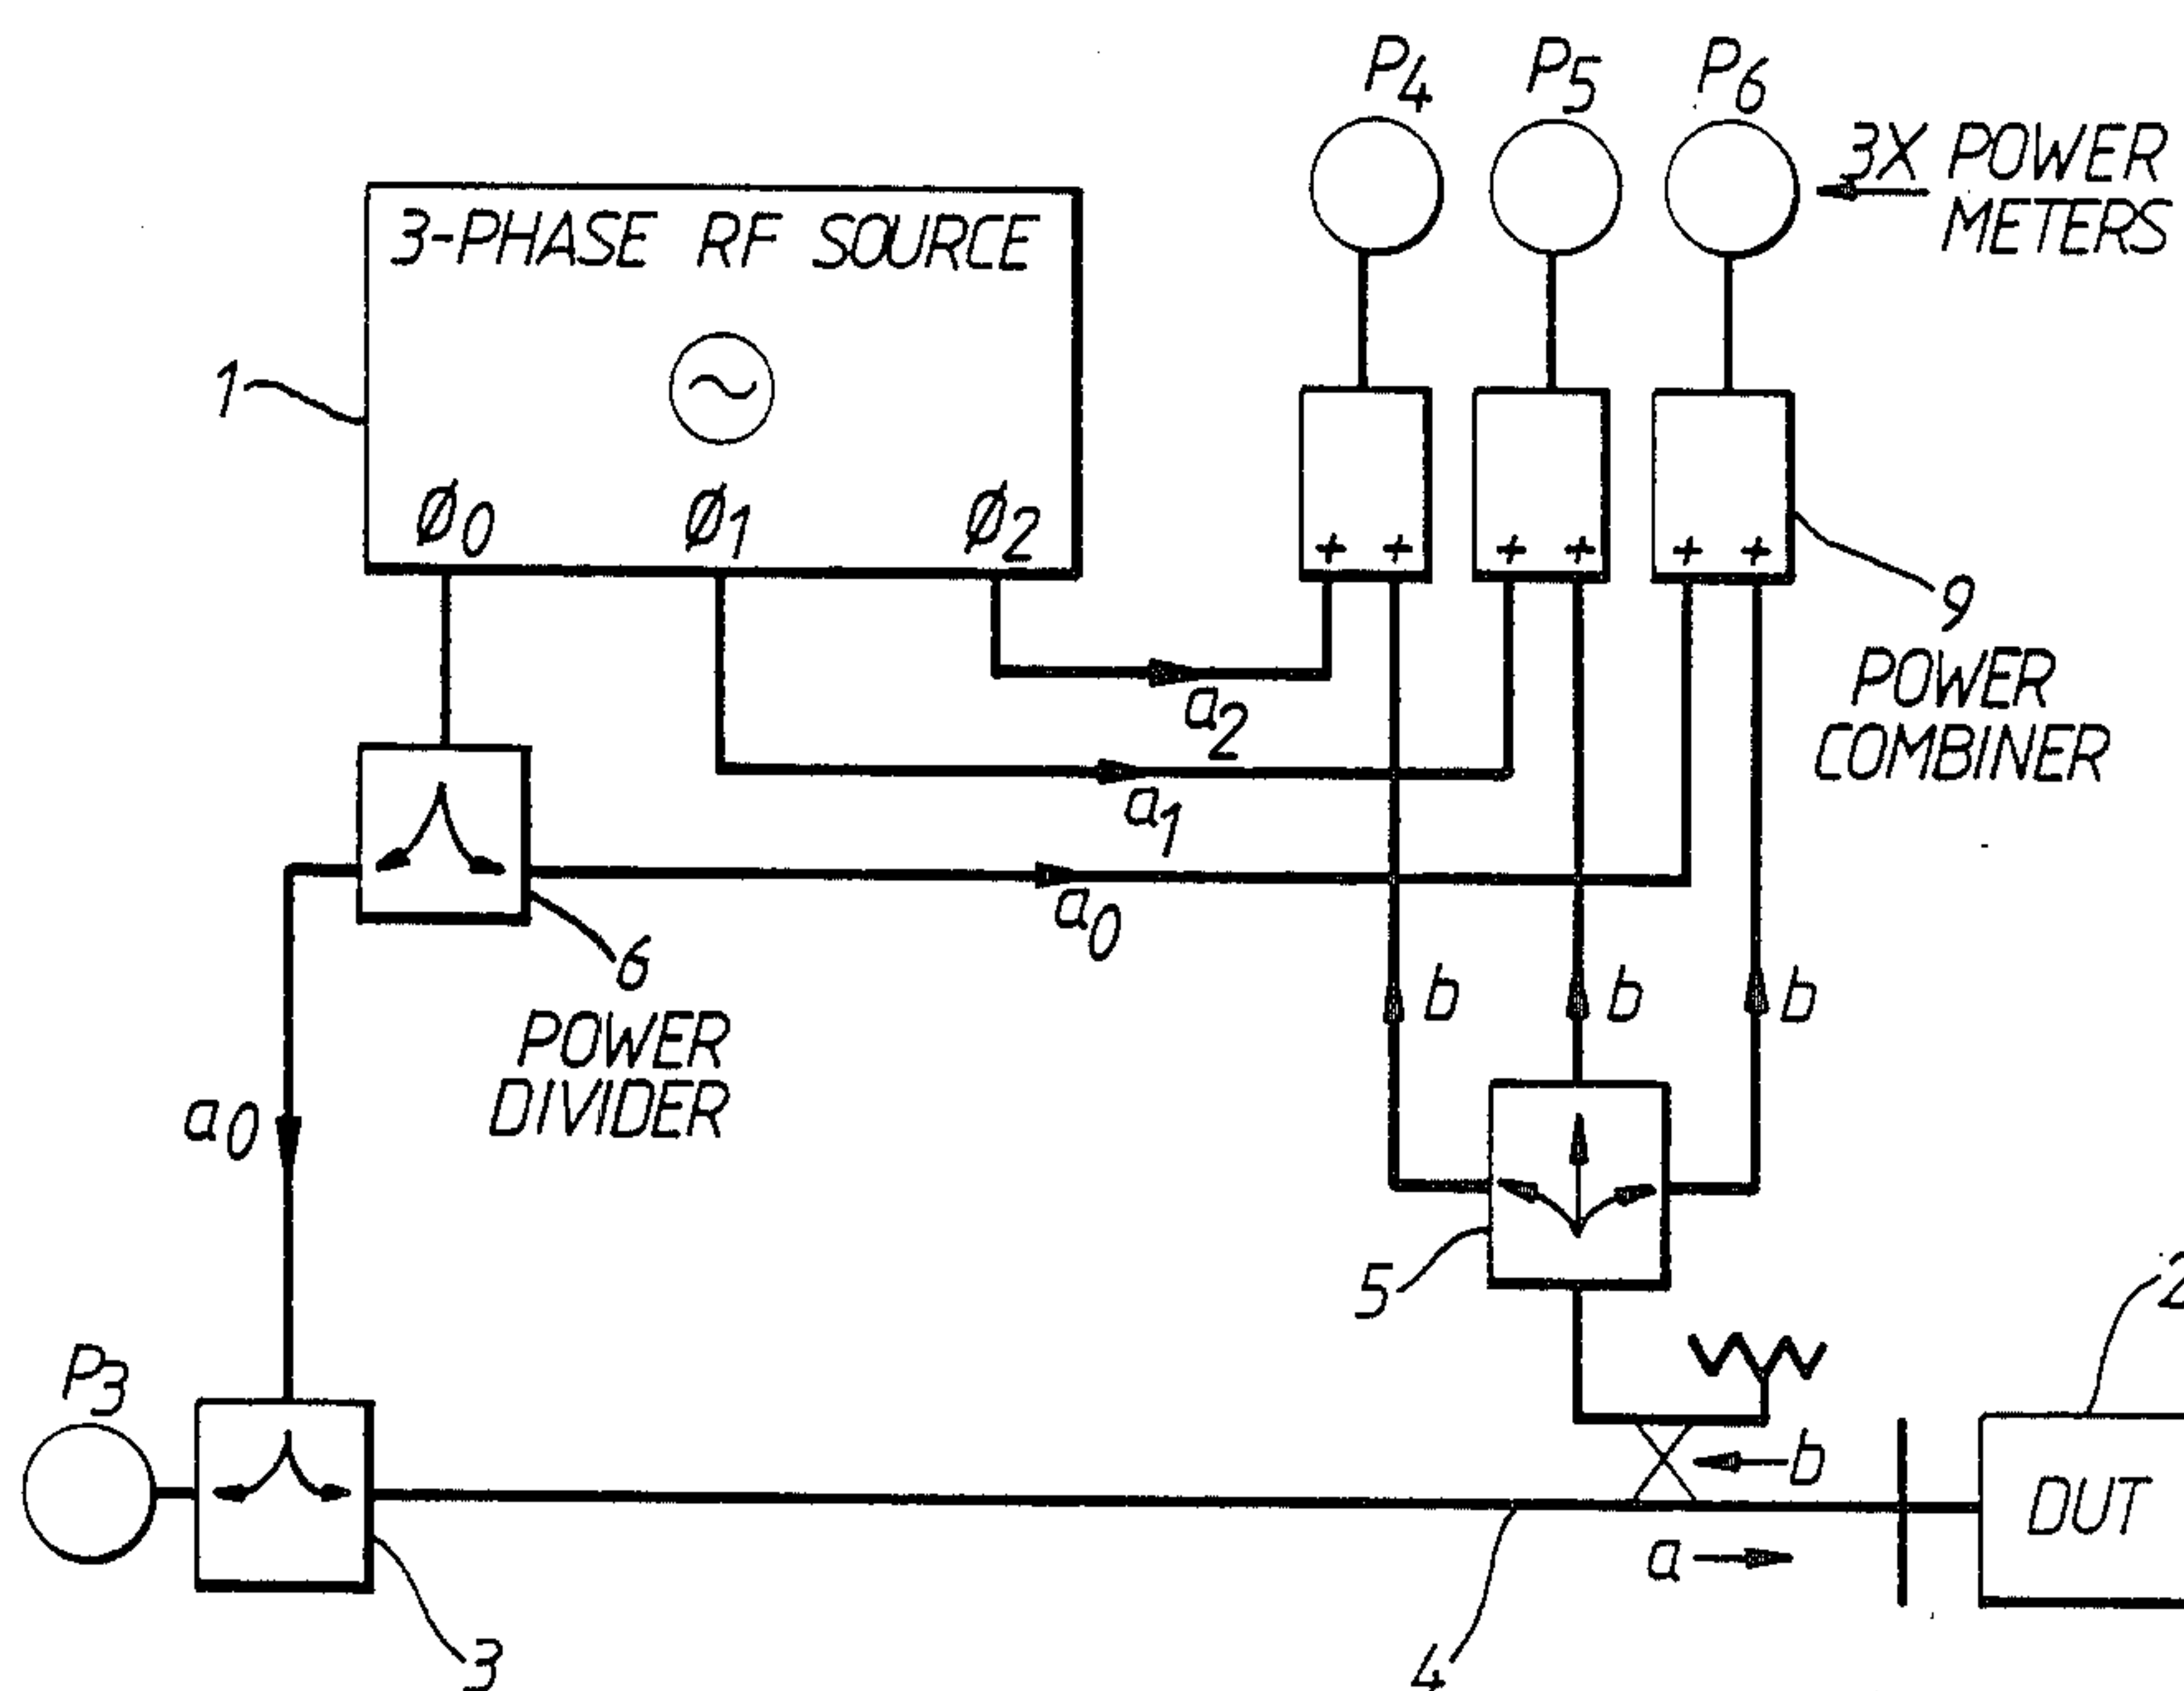 P4
P5
P6
3X POWER
METERS
3-PHASE RF SOURCE
1
Ø0
Ø1
Ø2
+ +
+ +
+ +
9
POWER
COMBINER
a2
a1
a0
6
POWER
DIVIDER
b
b
b
a0
5
2
P3
b
DUT
a
3
4